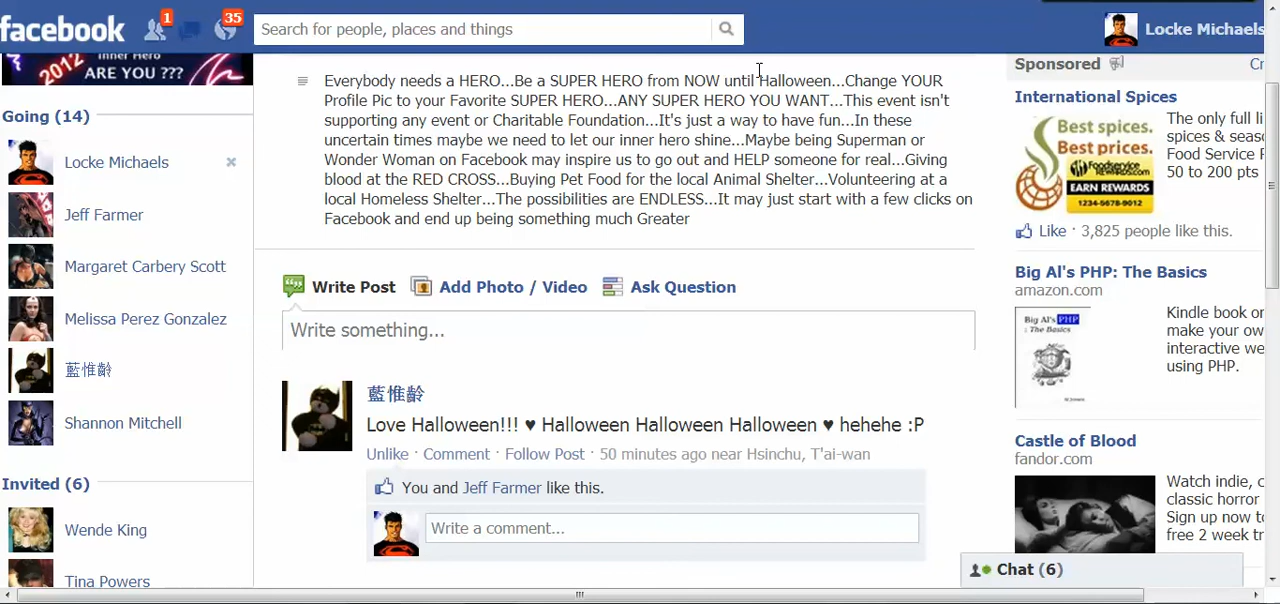 facebook
1
35
Search for people, places and things
Locke Michaels
2012
Inner Hero
ARE YOU ???
Going (14)
Locke Michaels
Jeff Farmer
Margaret Carbery Scott
Melissa Perez Gonzalez
藍惟齡
Shannon Mitchell
Invited (6)
Wende King
Tina Powers
Everybody needs a HERO...Be a SUPER HERO from NOW until Halloween...Change YOUR
Profile Pic to your Favorite SUPER HERO...ANY SUPER HERO YOU WANT...This event isn't
supporting any event or Charitable Foundation...It's just a way to have fun...In these
uncertain times maybe we need to let our inner hero shine...Maybe being Superman or
Wonder Woman on Facebook may inspire us to go out and HELP someone for real...Giving
blood at the RED CROSS...Buying Pet Food for the local Animal Shelter...Volunteering at a
local Homeless Shelter...The possibilities are ENDLESS...It may just start with a few clicks on
Facebook and end up being something much Greater
Write Post Add Photo / Video Ask Question
Write something...
藍惟齡
Love Halloween!!! ♥ Halloween Halloween Halloween ♥ hehehe :P
Unlike · Comment · Follow Post · 50 minutes ago near Hsinchu, T'ai-wan
You and Jeff Farmer like this.
Write a comment...
Sponsored Cr
International Spices
Best spices.
Best prices.
Foodservice
REWARDS
EARN REWARDS
1234-5678-9012
The only full li
spices & seas
Food Service F
50 to 200 pts
Like · 3,825 people like this.
Big Al's PHP: The Basics
amazon.com
Big Al's PHP
: The Basics
Kindle book or
make your ow
interactive we
using PHP.
Castle of Blood
fandor.com
Watch indie, c
classic horror
Sign up now to
free 2 week tr
Chat (6)